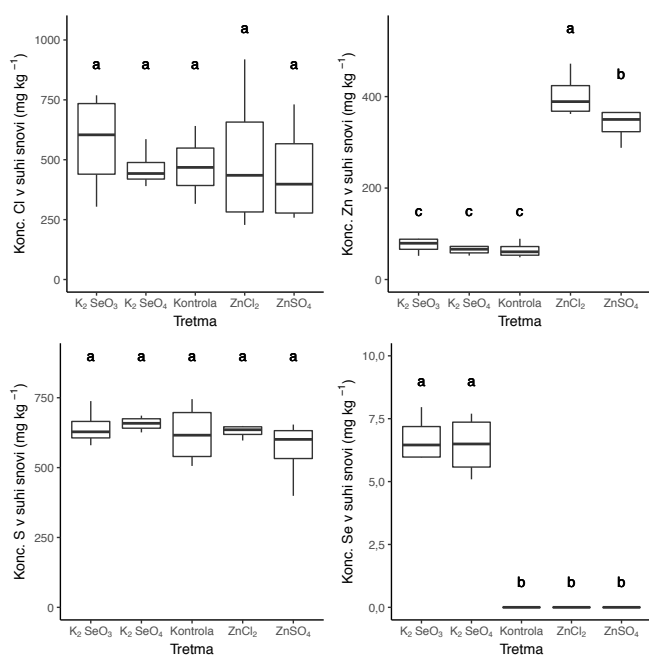 Konc. Cl v suhi snovi (mg kg⁻¹)
1000
750
500
250
0
a a a a a
K₂ SeO₃ K₂ SeO₄ Kontrola ZnCl₂ ZnSO₄
Tretma
Konc. Zn v suhi snovi (mg kg⁻¹)
400
200
0
c c c a b
K₂ SeO₃ K₂ SeO₄ Kontrola ZnCl₂ ZnSO₄
Tretma
Konc. S v suhi snovi (mg kg⁻¹)
750
500
250
0
a a a a a
K₂ SeO₃ K₂ SeO₄ Kontrola ZnCl₂ ZnSO₄
Tretma
Konc. Se v suhi snovi (mg kg⁻¹)
10,0
7,5
5,0
2,5
0,0
a a b b b
K₂ SeO₃ K₂ SeO₄ Kontrola ZnCl₂ ZnSO₄
Tretma